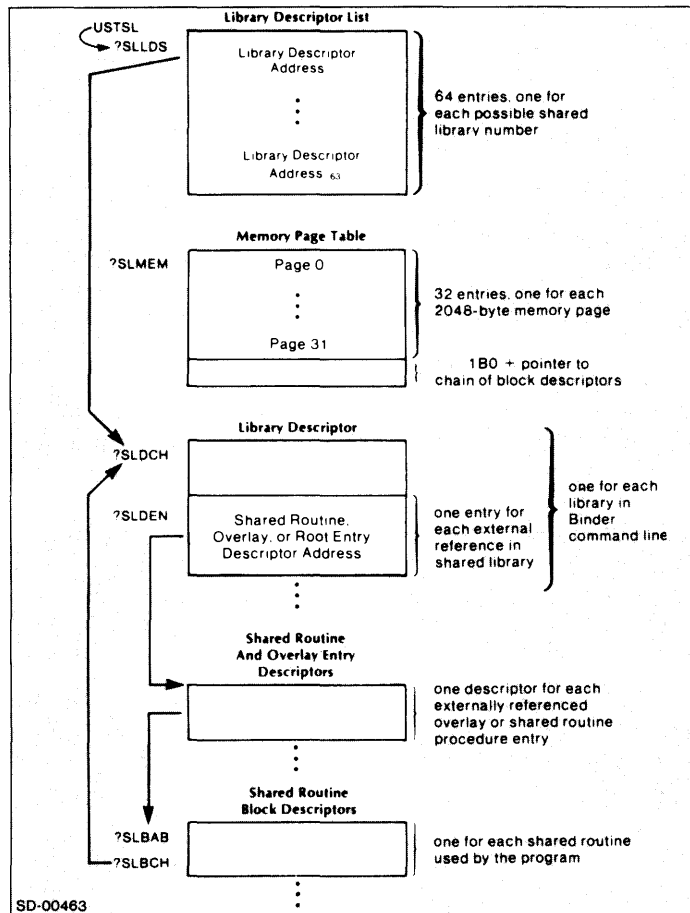 Library Descriptor List
USTSL
?SLLDS
Library Descriptor
Address
Library Descriptor
Address 63
64 entries, one for
each possible shared
library number
Memory Page Table
?SLMEM
Page 0
Page 31
32 entries, one for each
2048-byte memory page
1B0 + pointer to
chain of block descriptors
Library Descriptor
?SLDCH
?SLDEN
Shared Routine,
Overlay, or Root Entry
Descriptor Address
one entry for
each external
reference in
shared library
one for each
library in
Binder
command line
Shared Routine
And Overlay Entry
Descriptors
one descriptor for each
externally referenced
overlay or shared routine
procedure entry
Shared Routine
Block Descriptors
?SLBAB
?SLBCH
one for each shared routine
used by the program
SD-00463